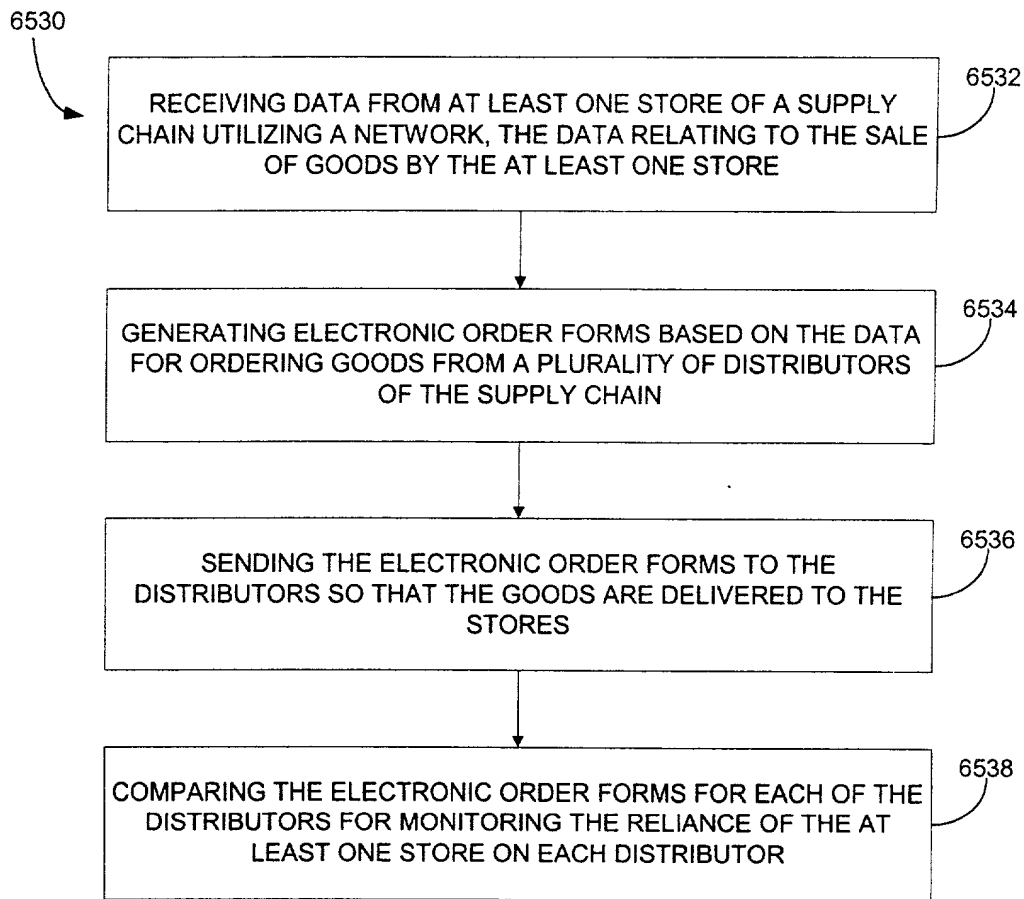 6530
6532
RECEIVING DATA FROM AT LEAST ONE STORE OF A SUPPLY
CHAIN UTILIZING A NETWORK, THE DATA RELATING TO THE SALE
OF GOODS BY THE AT LEAST ONE STORE
6534
GENERATING ELECTRONIC ORDER FORMS BASED ON THE DATA
FOR ORDERING GOODS FROM A PLURALITY OF DISTRIBUTORS
OF THE SUPPLY CHAIN
6536
SENDING THE ELECTRONIC ORDER FORMS TO THE
DISTRIBUTORS SO THAT THE GOODS ARE DELIVERED TO THE
STORES
6538
COMPARING THE ELECTRONIC ORDER FORMS FOR EACH OF THE
DISTRIBUTORS FOR MONITORING THE RELIANCE OF THE AT
LEAST ONE STORE ON EACH DISTRIBUTOR